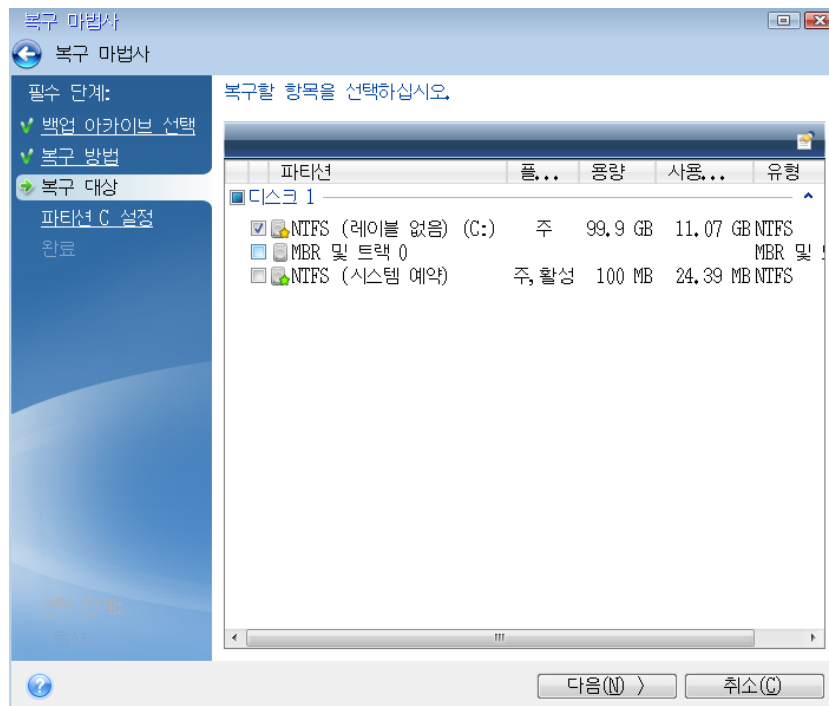 복구 마법사
복구 마법사
필수 단계:
백업 아카이브 선택
복구 방법
복구 대상
파티션 C 설정
완료
복구할 항목을 선택하십시오.
파티션 플... 용량 사용... 유형
디스크 1
NTFS (레이블 없음) (C:) 주 99.9 GB 11.07 GB NTFS
MBR 및 트랙 0 MBR 및
NTFS (시스템 예약) 주, 활성 100 MB 24.39 MB NTFS
다음(N) >
취소(C)